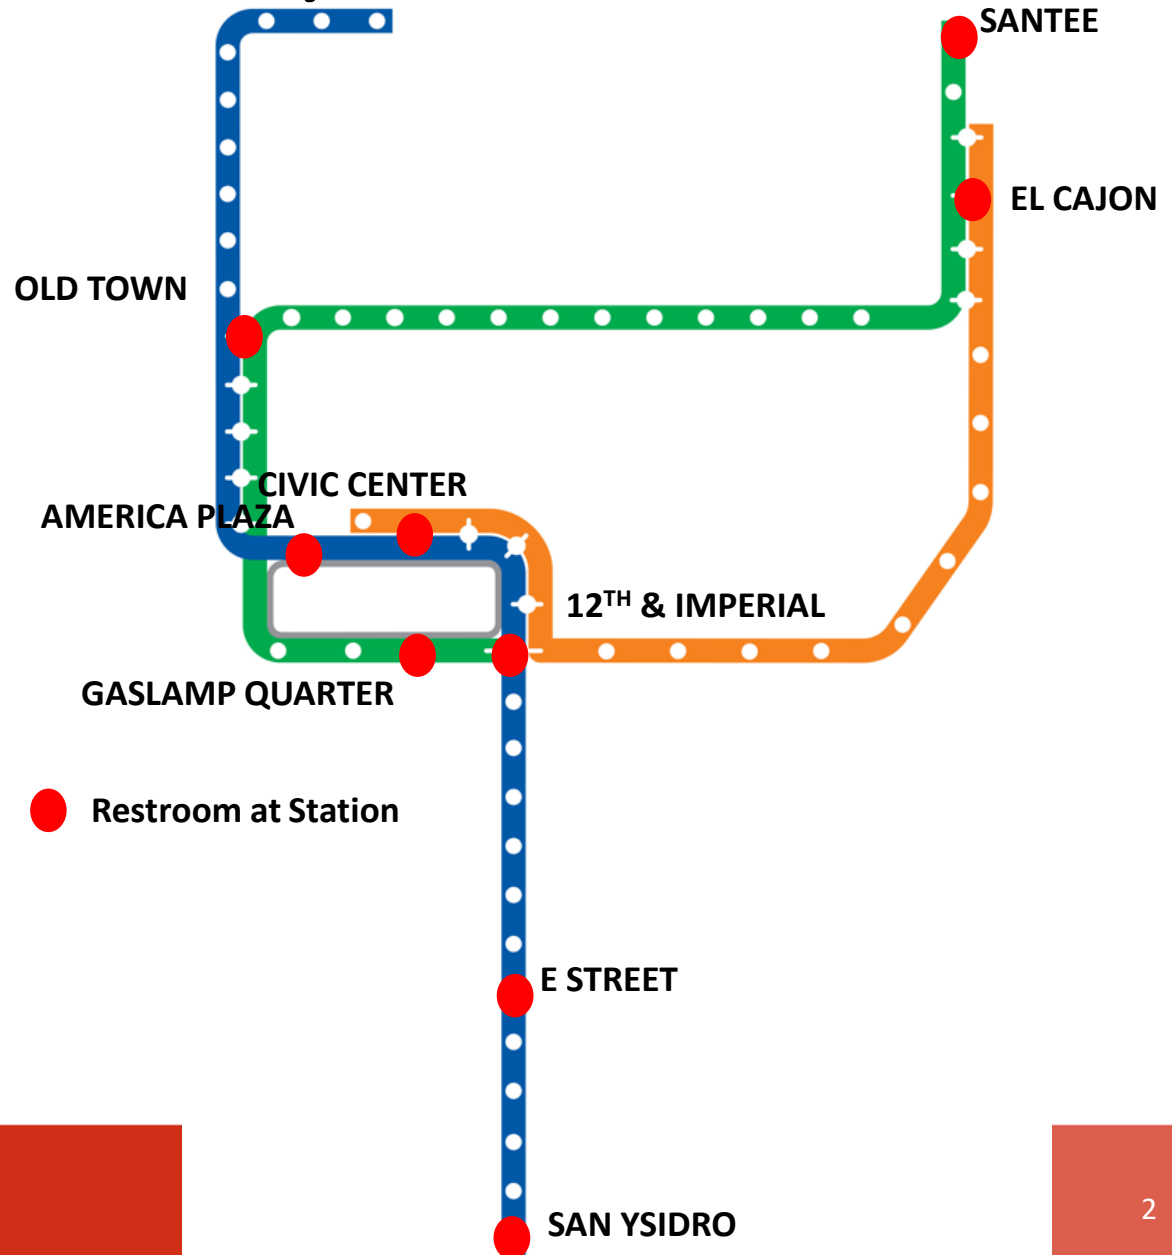 SANTEE
EL CAJON
OLD TOWN
CIVIC CENTER
AMERICA PLAZA
12TH & IMPERIAL
GASLAMP QUARTER
Restroom at Station
E STREET
SAN YSIDRO
2